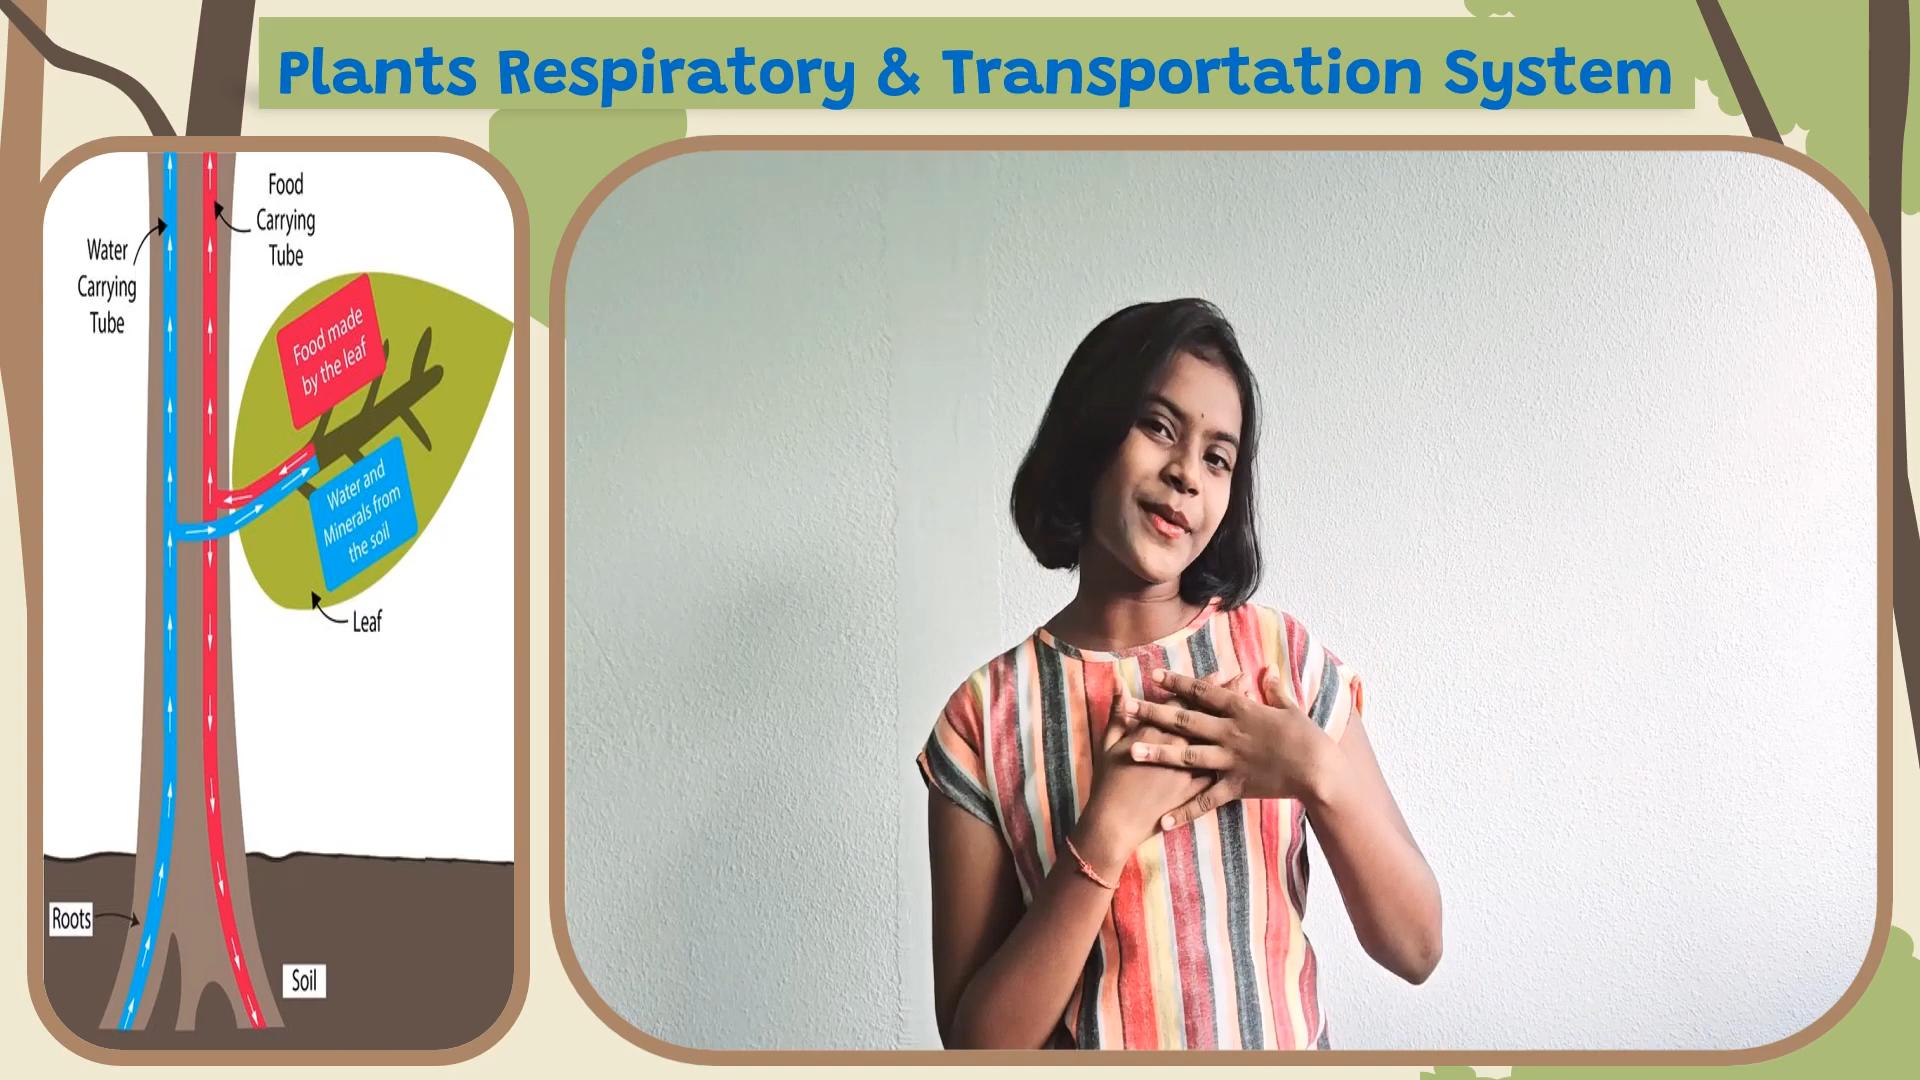 Plants Respiratory & Transportation System
Food
Carrying
Tube
Water
Carrying
Tube
Food made
by the leaf
Water and
Minerals from
the soil
Leaf
Roots
Soil